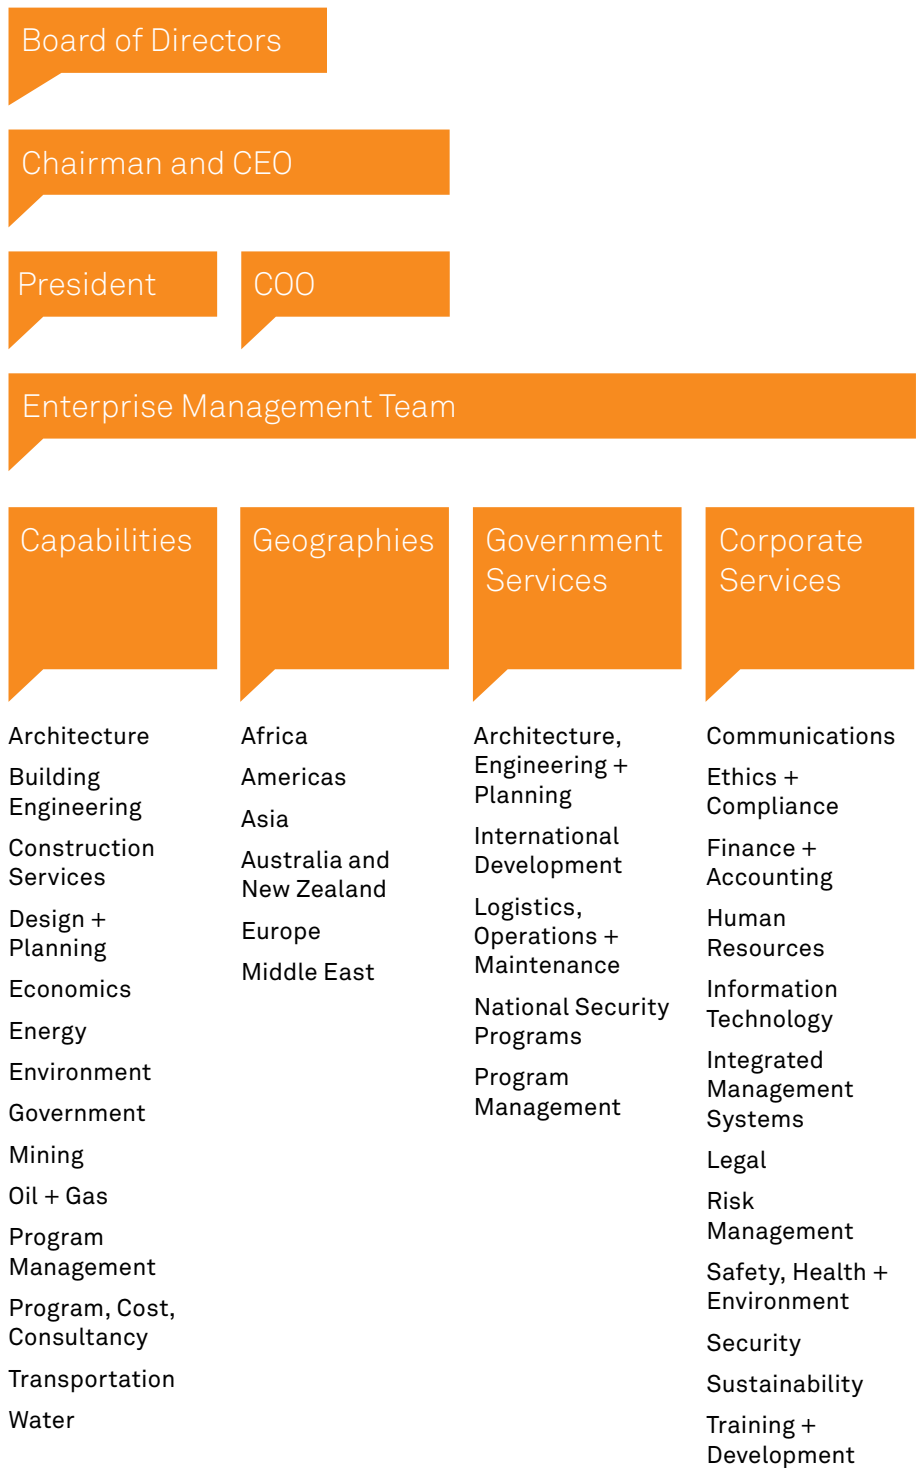 Board of Directors
Chairman and CEO
President
COO
Enterprise Management Team
Capabilities
Architecture
Building
Engineering
Construction
Services
Design +
Planning
Economics
Energy
Environment
Government
Mining
Oil + Gas
Program
Management
Program, Cost,
Consultancy
Transportation
Water
Geographies
Africa
Americas
Asia
Australia and
New Zealand
Europe
Middle East
Government
Services
Architecture,
Engineering +
Planning
International
Development
Logistics,
Operations +
Maintenance
National Security
Programs
Program
Management
Corporate
Services
Communications
Ethics +
Compliance
Finance +
Accounting
Human
Resources
Information
Technology
Integrated
Management
Systems
Legal
Risk
Management
Safety, Health +
Environment
Security
Sustainability
Training +
Development